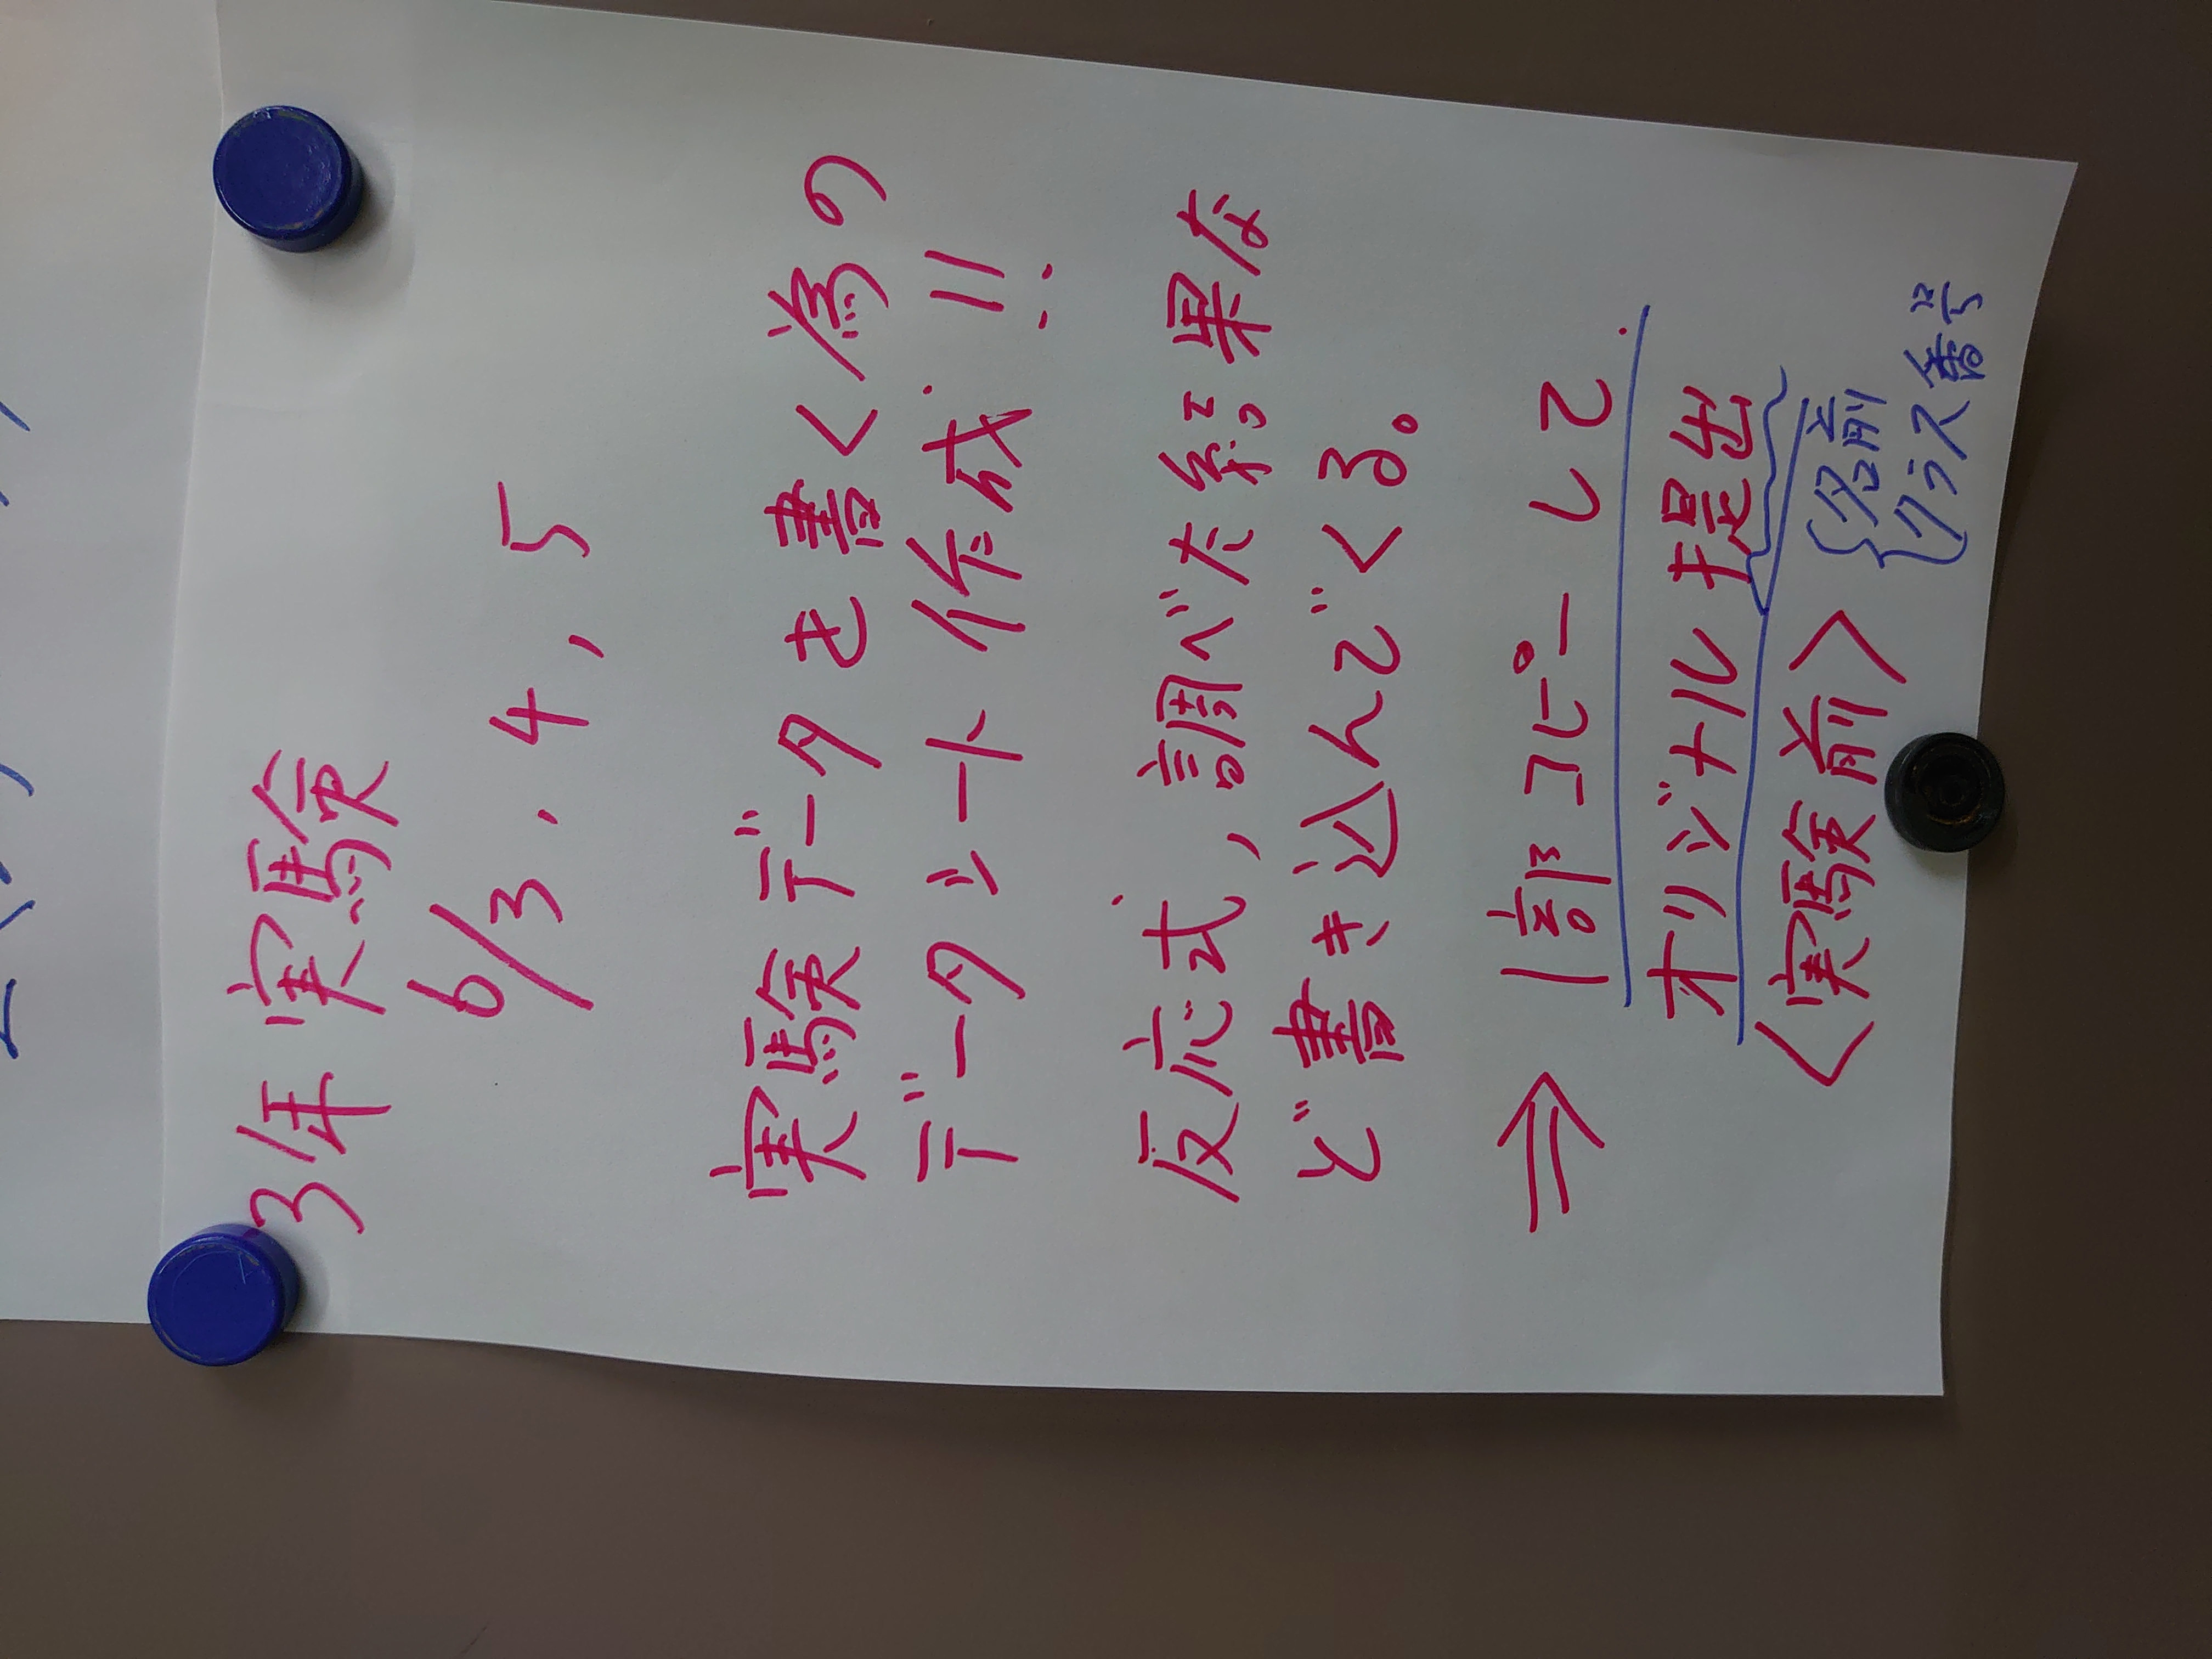 3年実験
6/3, 4, 5
実験データを書く為の
データシート作成!!
反応式,調べた結果な
ど書き込んでくる。
⇒ 1部コピーして.
オリジナル提出
〈実験前〉
{名前
クラス番号